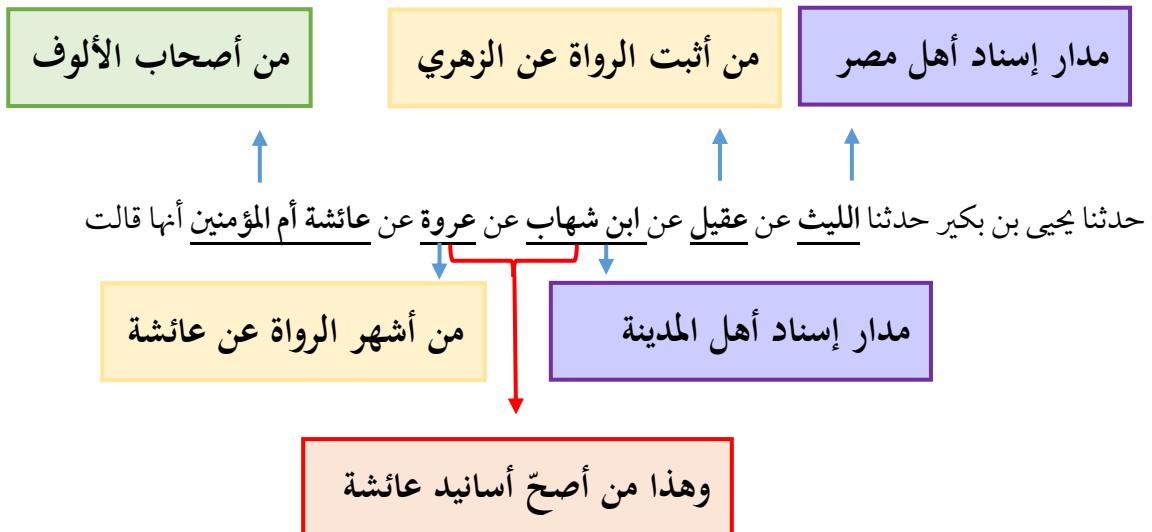 مدار إسناد أهل مصر
من أثبت الرواة عن الزهري
من أصحاب الألوف
حدثنا يحيى بن بكير حدثنا الليث عن عقيل عن ابن شهاب عن عروة عن عائشة أم المؤمنين أنها قالت
مدار إسناد أهل المدينة
من أشهر الرواة عن عائشة
وهذا من أصحّ أسانيد عائشة